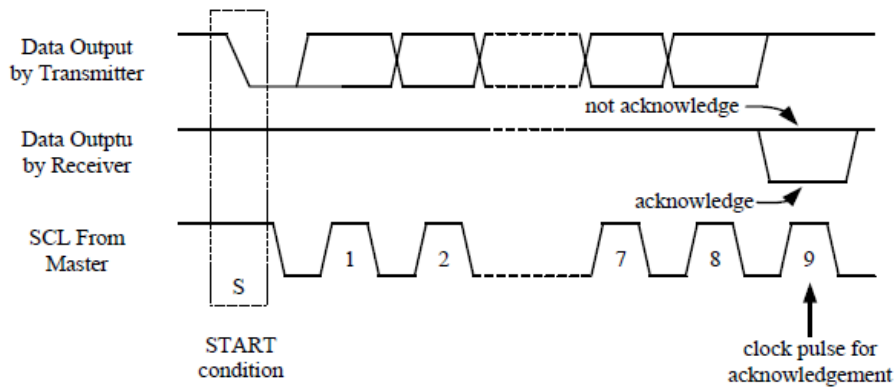 Data Output
by Transmitter
not acknowledge
Data Outptu
by Receiver
acknowledge
SCL From
Master
1
2
7
8
9
S
START
condition
clock pulse for
acknowledgement